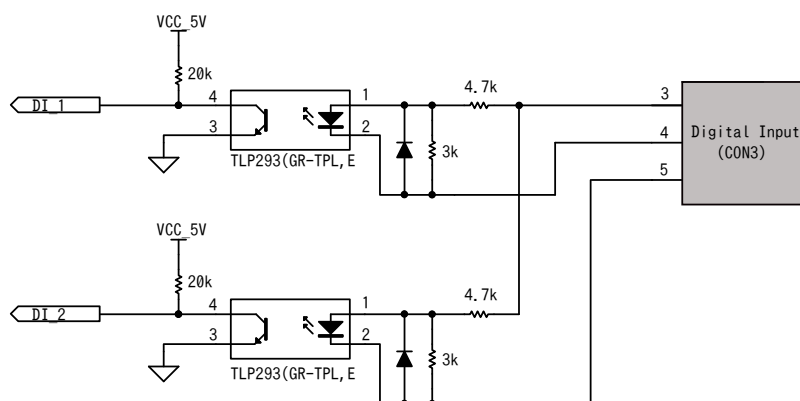 VCC_5V
20k
DI_1
4
3
1
2
4.7k
3k
TLP293(GR-TPL,E
3
4
5
Digital Input
(CON3)
VCC_5V
20k
DI_2
4
3
1
2
4.7k
3k
TLP293(GR-TPL,E